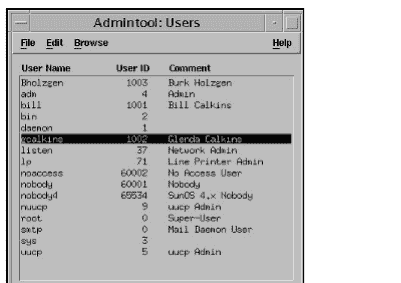 Admintool: Users
File Edit Browse Help
User Name User ID Comment
Bholzgen 1003 Burk Holzgen
adm 4 Admin
bill 1001 Bill Calkins
bin 2
daemon 1
gcalkins 1002 Glenda Calkins
listen 37 Network Admin
lp 71 Line Printer Admin
noaccess 60002 No Access User
nobody 60001 Nobody
nobody4 65534 SunOS 4.x Nobody
nuucp 9 uucp Admin
root 0 Super-User
smtp 0 Mail Daemon User
sys 3
uucp 5 uucp Admin